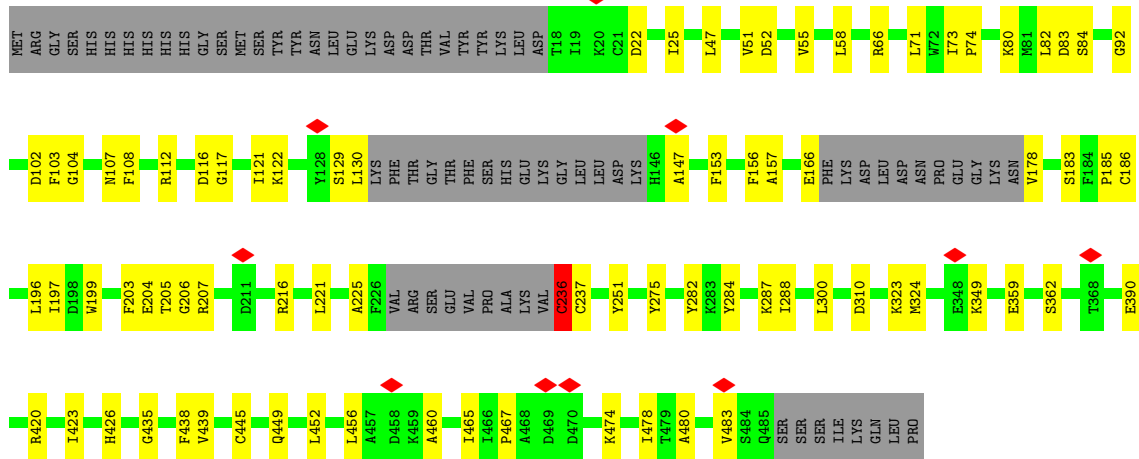 MET ARG GLY SER HIS HIS HIS HIS HIS HIS GLY SER MET SER TYR TYR ASN LEU GLU LYS ASP ASP THR VAL TYR TYR LYS LEU ASP T18 I19 K20 C21 D22 I25 L47 V51 D52 V55 L58 R66 L71 W72 I73 P74 K80 M81 L82 D83 S84 G92
D102 F103 G104 N107 F108 R112 D116 G117 I121 K122 Y128 S129 L130 LYS PHE THR GLY THR PHE SER HIS GLU LYS GLY LEU LEU ASP LYS H146 A147 F153 F156 A157 E166 PHE LYS ASP LEU ASP ASN PRO GLU GLY LYS ASN V178 S183 F184 P185 C186
L196 I197 D198 W199 F203 E204 T205 G206 R207 D211 R216 L221 A225 F226 VAL ARG SER GLU VAL PRO ALA LYS VAL C236 C237 Y251 Y275 Y282 K283 Y284 K287 I288 L300 D310 K323 M324 E348 K349 E359 S362 T368 E390
R420 I423 H426 G435 F438 V439 C445 Q449 L452 L456 A457 D458 K459 A460 I465 I466 P467 A468 D469 D470 K474 I478 T479 A480 V483 S484 Q485 SER SER SER ILE LYS GLN LEU PRO